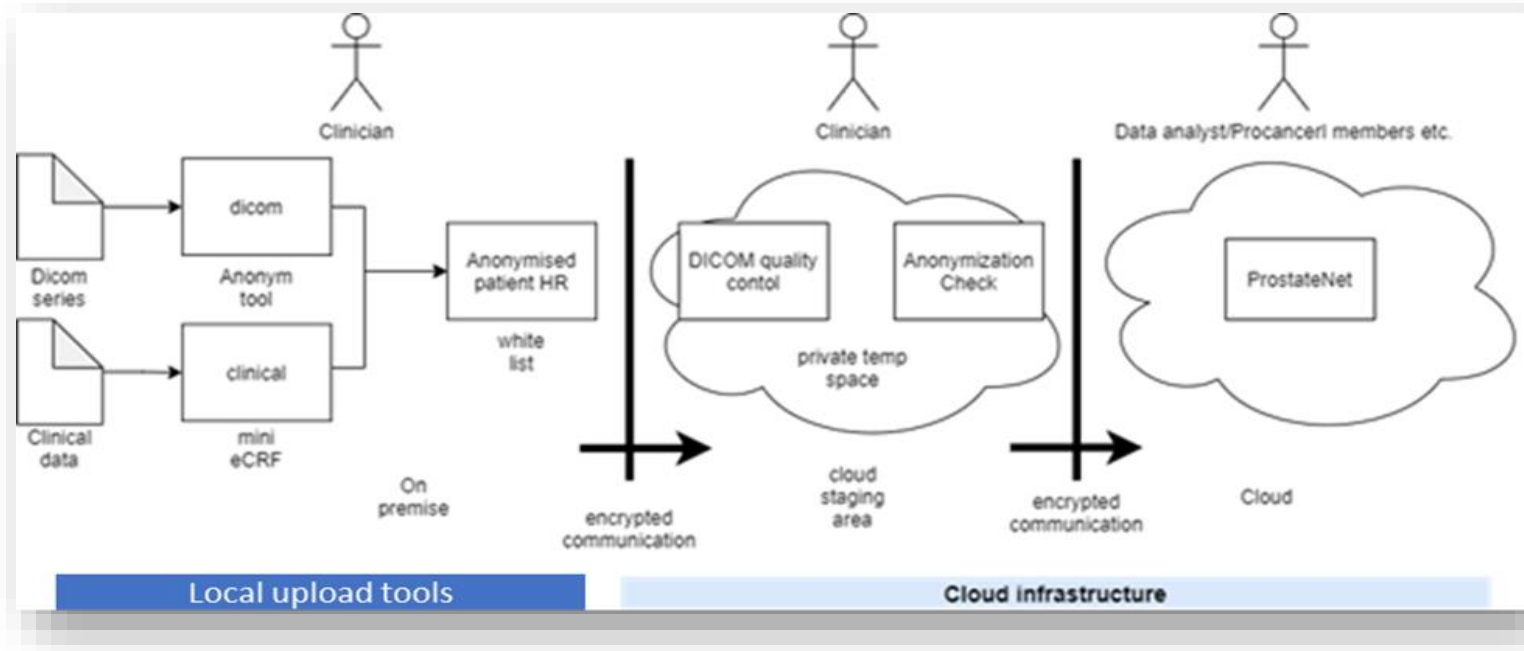 Clinician
Clinician
Data analyst/Procancerl members etc.
dicom
Dicom
series
Anonym
tool
clinical
Clinical
data
mini
eCRF
Anonymised
patient HR
white
list
On
premise
encrypted
communication
DICOM quality
contol
Anonymization
Check
private temp
space
cloud
staging
area
encrypted
communication
ProstateNet
Cloud
Local upload tools
Cloud infrastructure